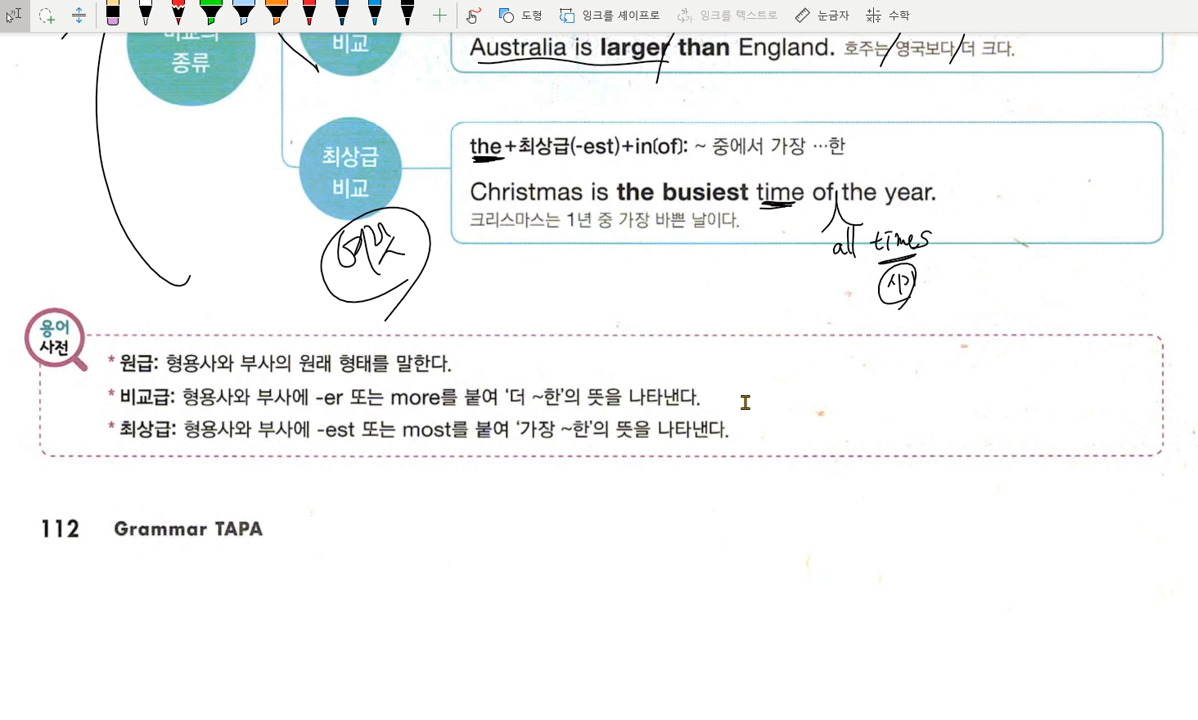 도형
잉크를 셰이프로
잉크를 텍스트로
눈금자
수학
비교의
종류
비교
Australia is larger than England. 호주는 영국보다 더 크다.
최상급
비교
the+최상급(-est)+in(of): ~ 중에서 가장 …한
Christmas is the busiest time of the year.
크리스마스는 1년 중 가장 바쁜 날이다.
all times
용어
사전
* 원급: 형용사와 부사의 원래 형태를 말한다.
* 비교급: 형용사와 부사에 -er 또는 more를 붙여 ‘더 ~한’의 뜻을 나타낸다.
* 최상급: 형용사와 부사에 -est 또는 most를 붙여 ‘가장 ~한’의 뜻을 나타낸다.
112 Grammar TAPA